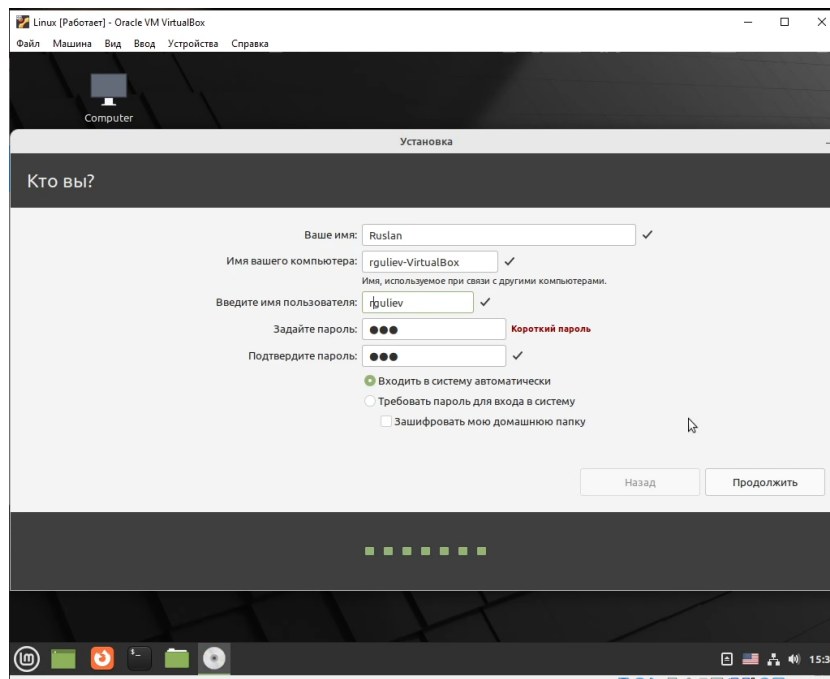 Linux [Работает] - Oracle VM VirtualBox
Файл Машина Вид Ввод Устройства Справка
Computer
Установка
Кто вы?
Ваше имя: Ruslan
Имя вашего компьютера: rguliev-VirtualBox
Имя, используемое при связи с другими компьютерами.
Введите имя пользователя: rguliev
Задайте пароль: ●●● Короткий пароль
Подтвердите пароль: ●●●
Входить в систему автоматически
Требовать пароль для входа в систему
Зашифровать мою домашнюю папку
Назад Продолжить
15:3